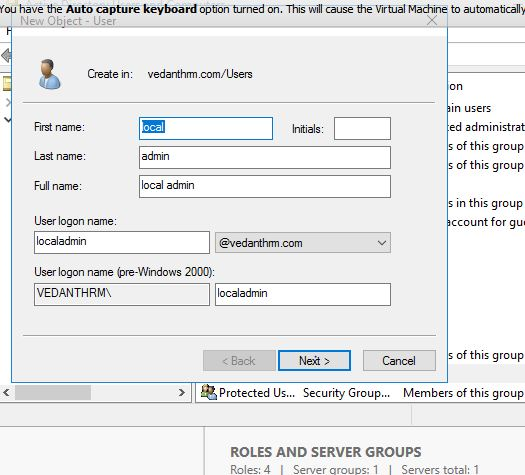 You have the Auto capture keyboard option turned on. This will cause the Virtual Machine to automatically
New Object - User
Create in: vedanthrm.com/Users
First name: local Initials:
Last name: admin
Full name: local admin
User logon name:
localadmin @vedanthrm.com
User logon name (pre-Windows 2000):
VEDANTHRM\ localadmin
< Back Next > Cancel
ion
ain users
ed administrat
s of this group
s of this group
s in this group
account for gue
s of this group
Protected Us... Security Group... Members of this group
ROLES AND SERVER GROUPS
Roles: 4 | Server groups: 1 | Servers total: 1